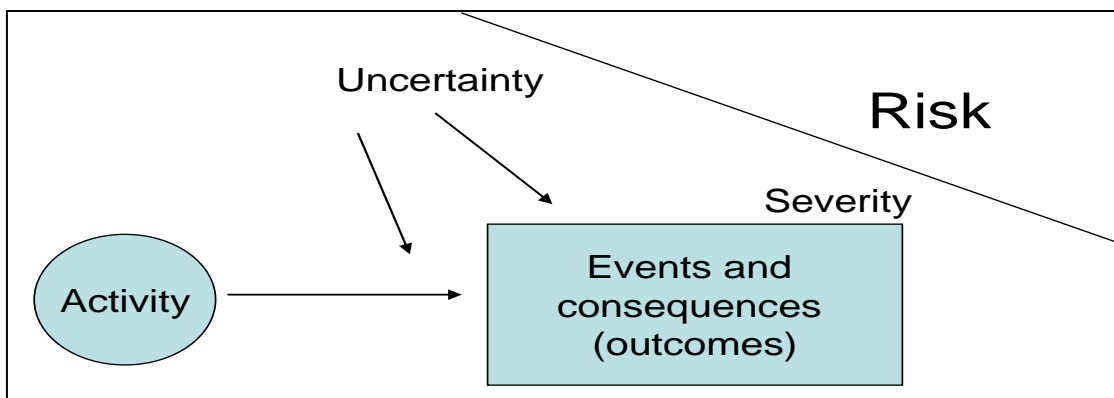 Uncertainty
Risk
Severity
Activity
Events and
consequences
(outcomes)